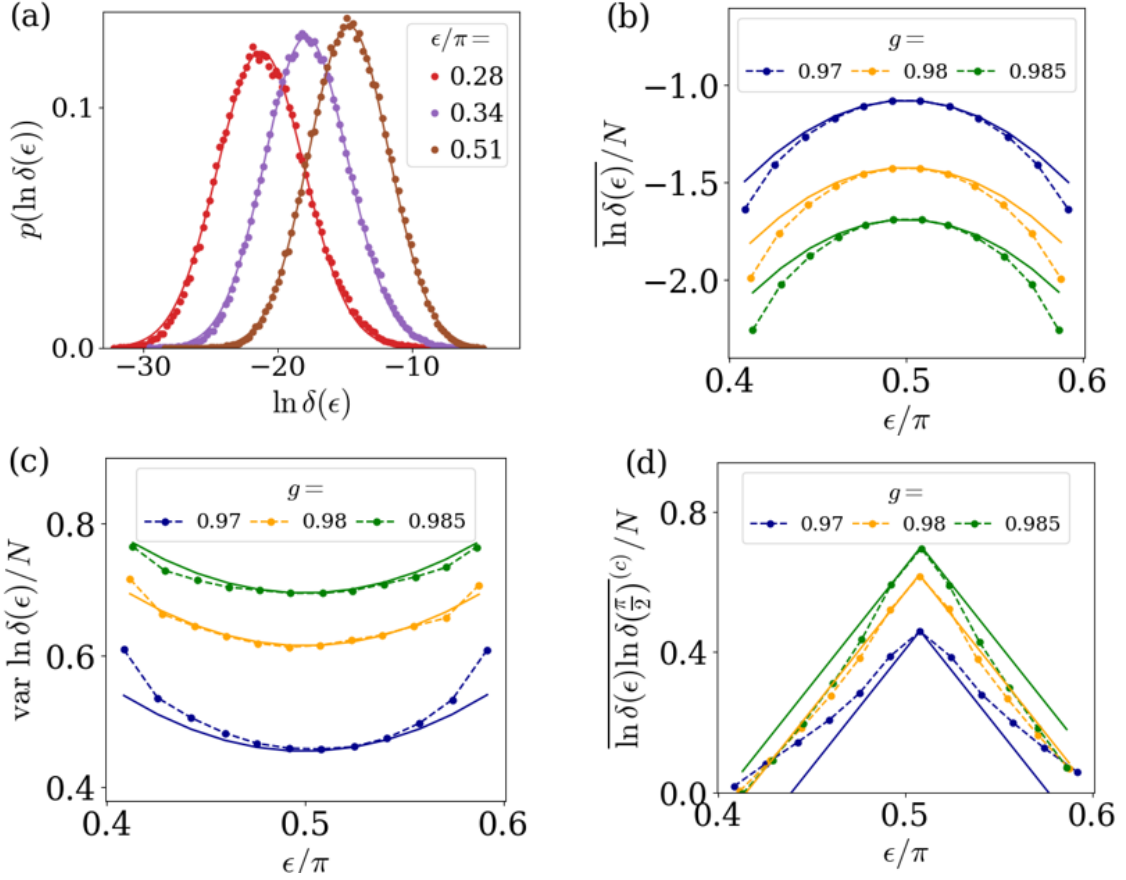 (a)
p(ln δ(ϵ))
0.1
0.0
ϵ/π =
0.28
0.34
0.51
−30 −20 −10
ln δ(ϵ)
(b)
\overline{ln δ(ϵ)}/N
−1.0
−1.5
−2.0
g =
0.97 0.98 0.985
0.4 0.5 0.6
ϵ/π
(c)
var ln δ(ϵ)/N
0.8
0.6
0.4
g =
0.97 0.98 0.985
0.4 0.5 0.6
ϵ/π
(d)
\overline{ln δ(ϵ) ln δ(\frac{π}{2})}^{(c)}/N
0.8
0.4
0.0
g =
0.97 0.98 0.985
0.4 0.5 0.6
ϵ/π